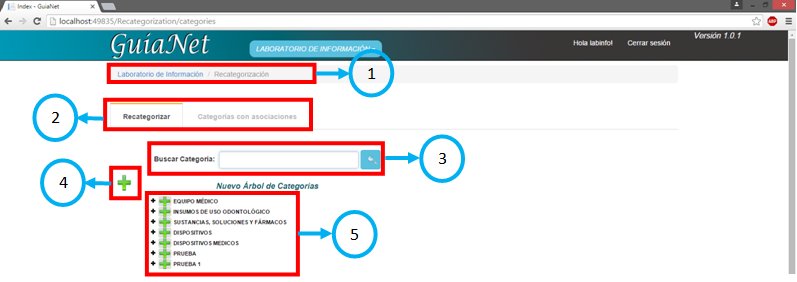 Index - GuiaNet
localhost:49835/Recategorization/categories
GuiaNet
LABORATORIO DE INFORMACIÓN
Hola labinfo!
Cerrar sesión
Versión 1.0.1
Laboratorio de Información / Recategorización
1
2
Recategorizar
Categorías con asociaciones
Buscar Categoría:
3
4
Nuevo Árbol de Categorías
EQUIPO MÉDICO
INSUMOS DE USO ODONTOLÓGICO
SUSTANCIAS, SOLUCIONES Y FÁRMACOS
DISPOSITIVOS
DISPOSITIVOS MEDICOS
PRUEBA
PRUEBA 1
5